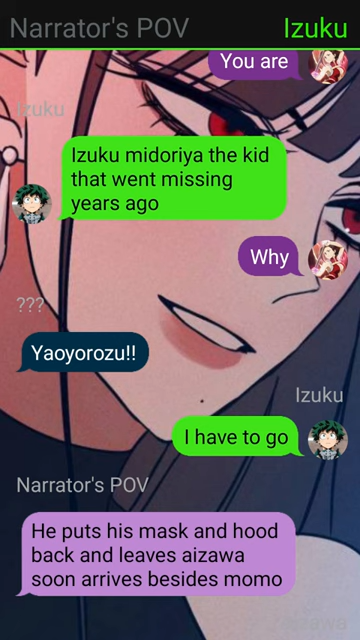 Narrator's POV
Izuku
You are
Izuku
Izuku midoriya the kid
that went missing
years ago
Why
???
Yaoyorozu!!
Izuku
I have to go
Narrator's POV
He puts his mask and hood
back and leaves aizawa
soon arrives besides momo